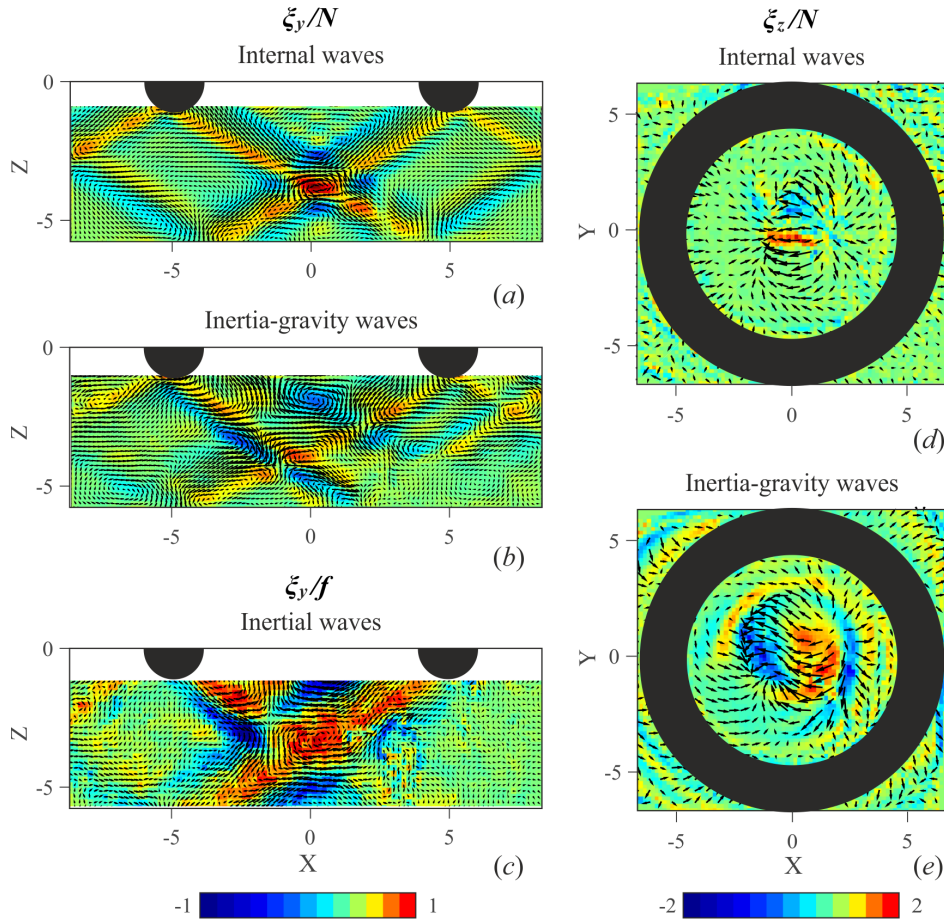 ξy/N
Internal waves
0
Z
-5
-5 0 5
(a)
Inertia-gravity waves
0
Z
-5
-5 0 5
(b)
ξy/f
Inertial waves
0
Z
-5
-5 0 5
X
(c)
-1 1
ξz/N
Internal waves
5
Y
0
-5
-5 0 5
(d)
Inertia-gravity waves
5
Y
0
-5
-5 0 5
X
(e)
-2 2